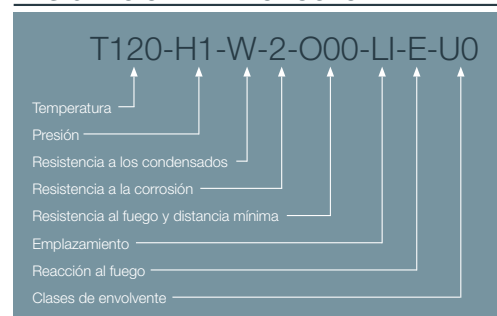 T120-H1-W-2-O00-LI-E-U0
Temperatura
Presión
Resistencia a los condensados
Resistencia a la corrosión
Resistencia al fuego y distancia mínima
Emplazamiento
Reacción al fuego
Clases de envolvente